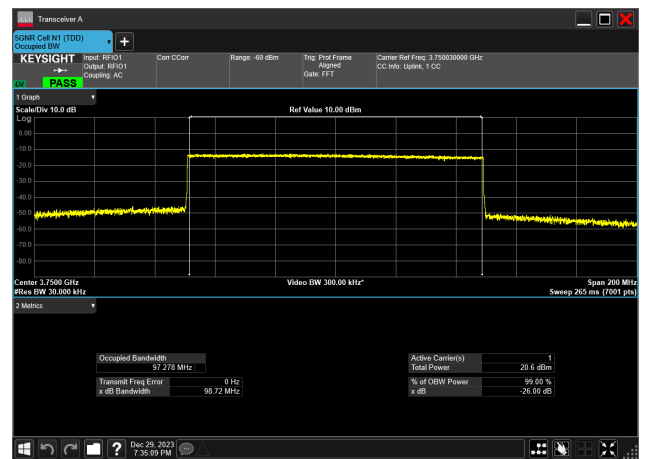 Transceiver A
5GNR Cell N1 (TDD)
Occupied BW
+
KEYSIGHT
Input: RFIO1
Output: RFIO1
Coupling: AC
Corr CCorr
Range: -60 dBm
Trig: Prot Frame
Aligned
Gate: FFT
Carrier Ref Freq: 3.750030000 GHz
CC Info: Uplink, 1 CC
PASS
1 Graph
Scale/Div 10.0 dB
Ref Value 10.00 dBm
Log
0.00
-10.0
-20.0
-30.0
-40.0
-50.0
-60.0
-70.0
-80.0
Center 3.7500 GHz
Video BW 300.00 kHz*
Span 200 MHz
#Res BW 30.000 kHz
Sweep 265 ms (7001 pts)
2 Metrics
Occupied Bandwidth
97.278 MHz
Transmit Freq Error 0 Hz
x dB Bandwidth 98.72 MHz
Active Carrier(s) 1
Total Power 20.6 dBm
% of OBW Power 99.00 %
x dB -26.00 dB
?
Dec 29, 2023
7:35:09 PM